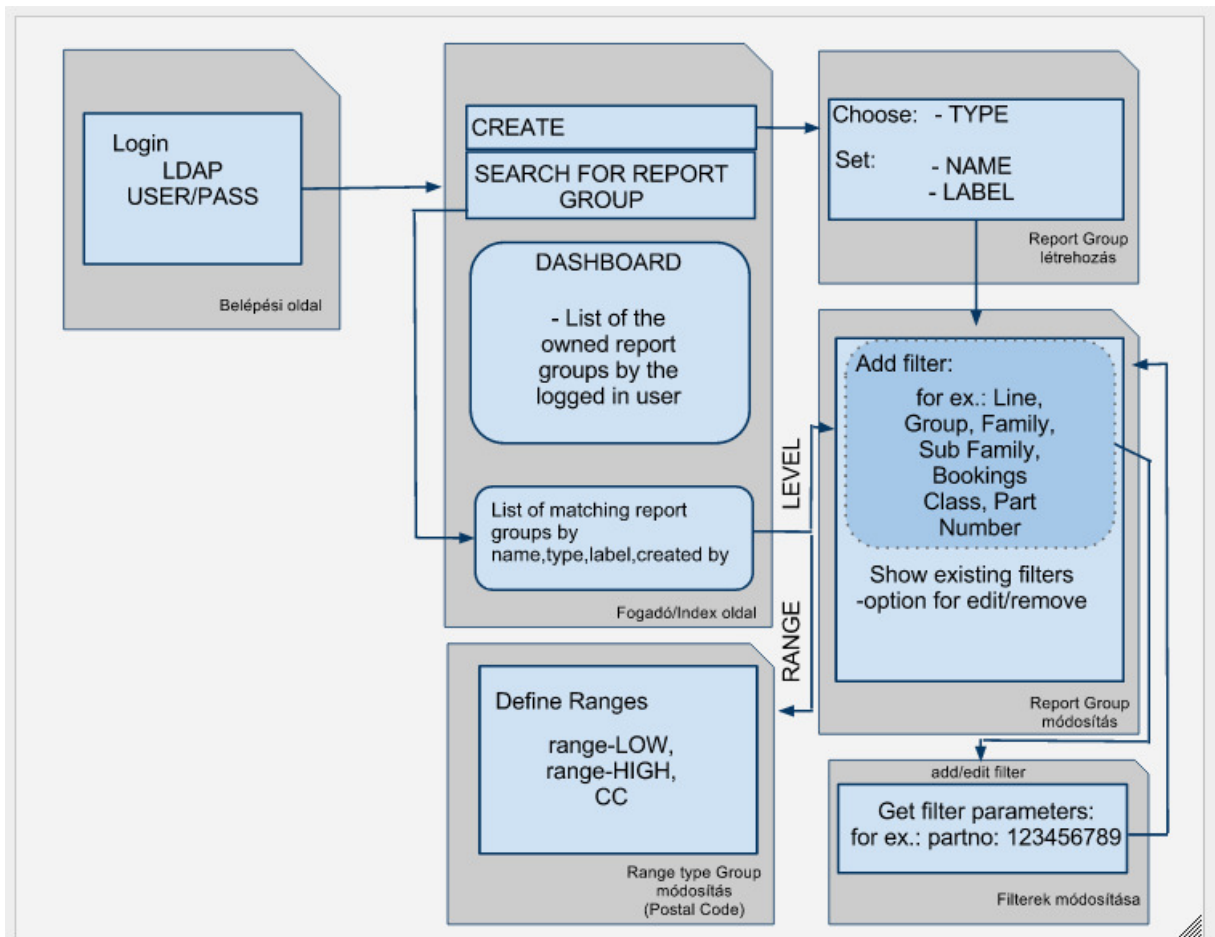 Login
LDAP
USER/PASS
Belépési oldal
CREATE
SEARCH FOR REPORT
GROUP
DASHBOARD
- List of the
owned report
groups by the
logged in user
List of matching report
groups by
name,type,label,created by
Fogadó/Index oldal
Choose: - TYPE
Set:
- NAME
- LABEL
Report Group
létrehozás
LEVEL
RANGE
Add filter:
for ex.: Line,
Group, Family,
Sub Family,
Bookings
Class, Part
Number
Show existing filters
-option for edit/remove
Report Group
módosítás
Define Ranges
range-LOW,
range-HIGH,
CC
Range type Group
módosítás
(Postal Code)
add/edit filter
Get filter parameters:
for ex.: partno: 123456789
Filterek módosítása